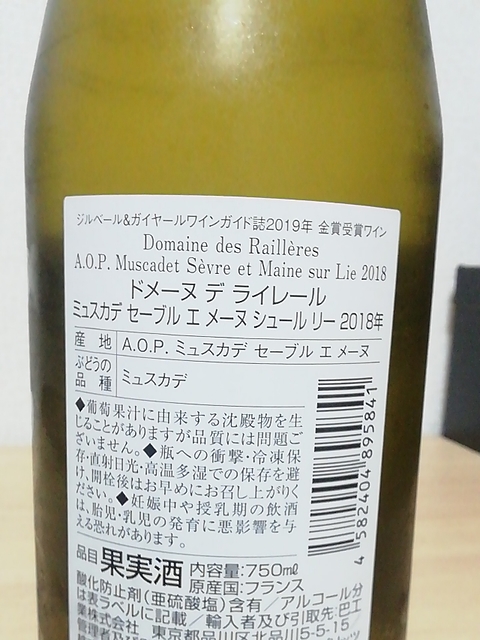 ジルベール&ガイヤールワインガイド誌2019年 金賞受賞ワイン
Domaine des Raillères
A.O.P. Muscadet Sèvre et Maine sur Lie 2018
ドメーヌ デ ライレール
ミュスカデ セーブル エ メーヌ シュール リー 2018年
産 地 A.O.P. ミュスカデ セーブル エ メーヌ
ぶどうの
品 種 ミュスカデ
◆葡萄果汁に由来する沈殿物を生
じることがありますが品質には問題ご
ざいません。◆瓶への衝撃・冷凍保
存・直射日光・高温多湿での保存を避
け、開栓後はお早めにお召し上がりく
ださい。◆妊娠中や授乳期の飲酒
は、胎児・乳児の発育に悪影響を与
える恐れがあります。
4 582404 895841
品目 果実酒 内容量:750ml
原産国:フランス
酸化防止剤(亜硫酸塩)含有/アルコール分
は表ラベルに記載/輸入者及び引取先:巴工
業株式会社 東京都品川区北品川5-5-15